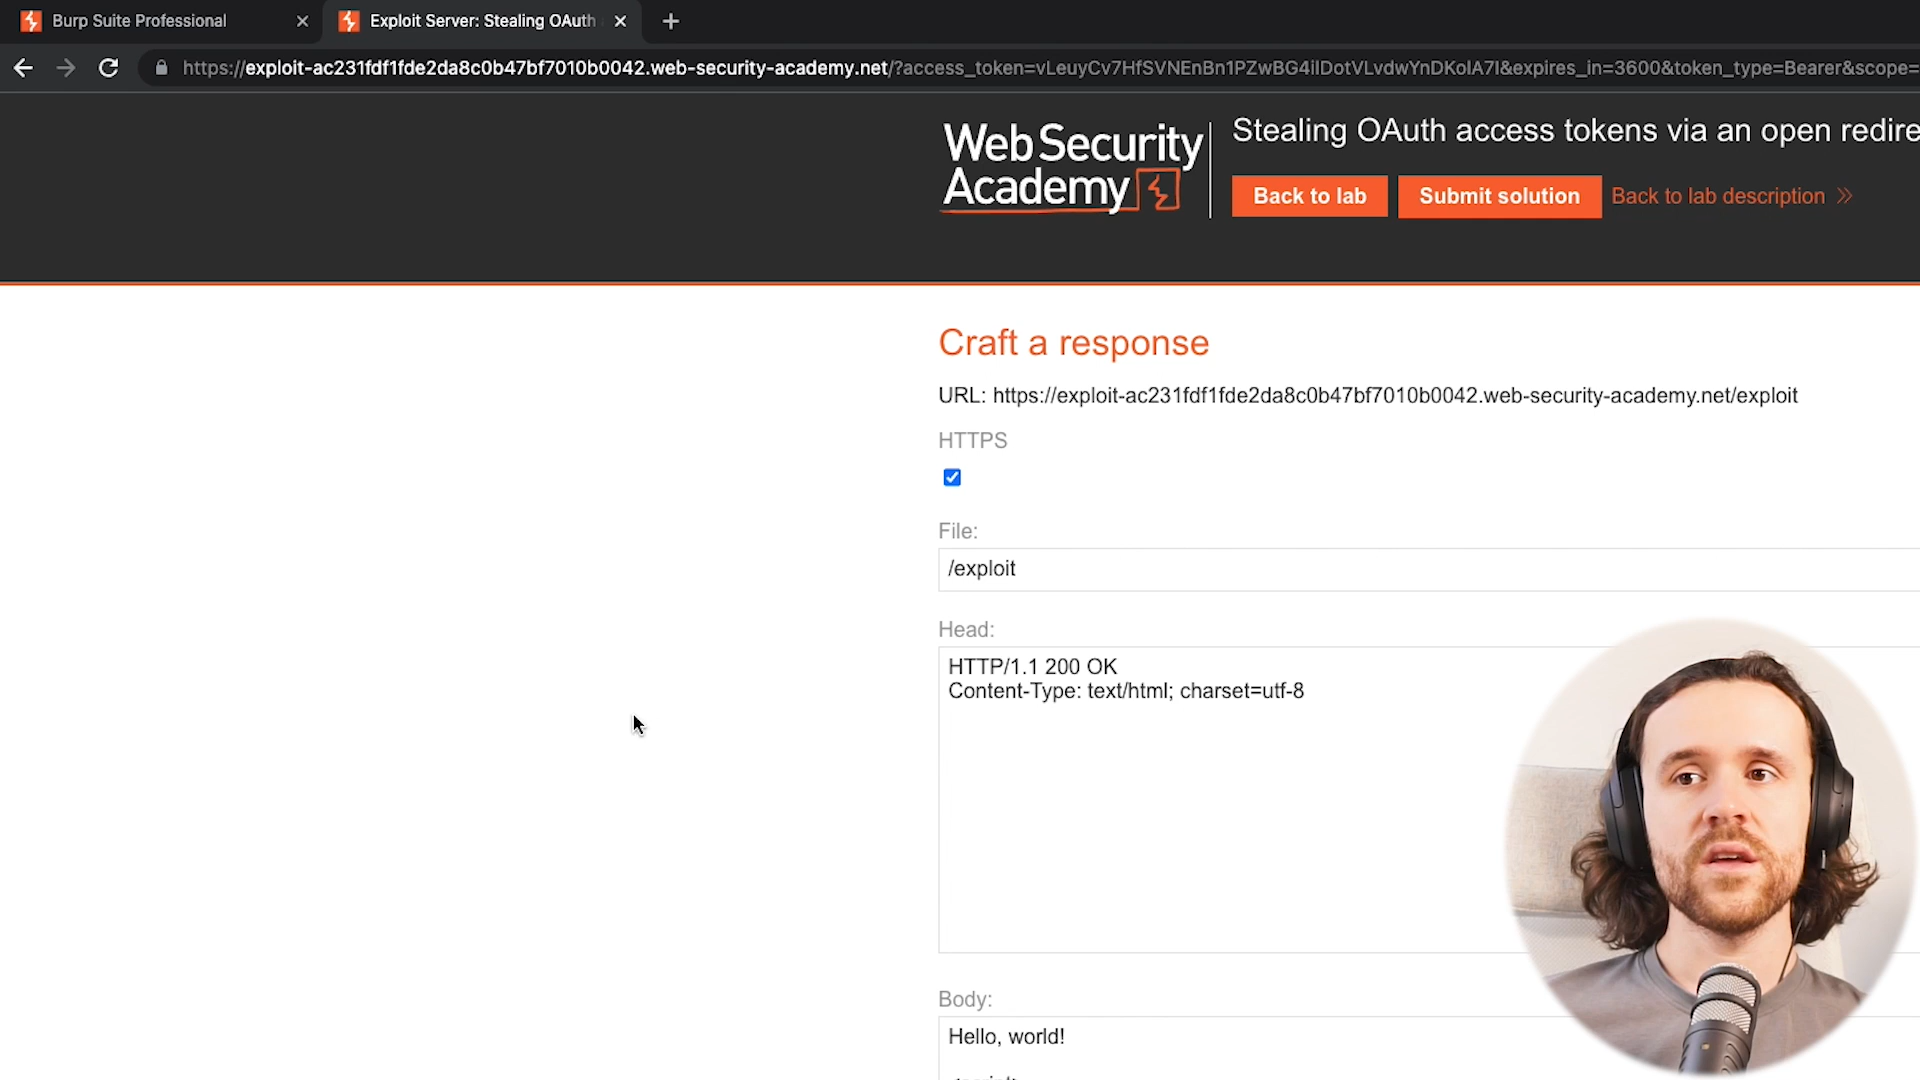 Burp Suite Professional
Exploit Server: Stealing OAuth
https://exploit-ac231fdf1fde2da8c0b47bf7010b0042.web-security-academy.net/?access_token=vLeuyCv7HfSVNEnBn1PZwBG4ilDotVLvdwYnDKolA7I&expires_in=3600&token_type=Bearer&scope=
Web Security
Academy
Stealing OAuth access tokens via an open redire
Back to lab
Submit solution
Back to lab description
Craft a response
URL: https://exploit-ac231fdf1fde2da8c0b47bf7010b0042.web-security-academy.net/exploit
HTTPS
File:
/exploit
Head:
HTTP/1.1 200 OK
Content-Type: text/html; charset=utf-8
Body:
Hello, world!